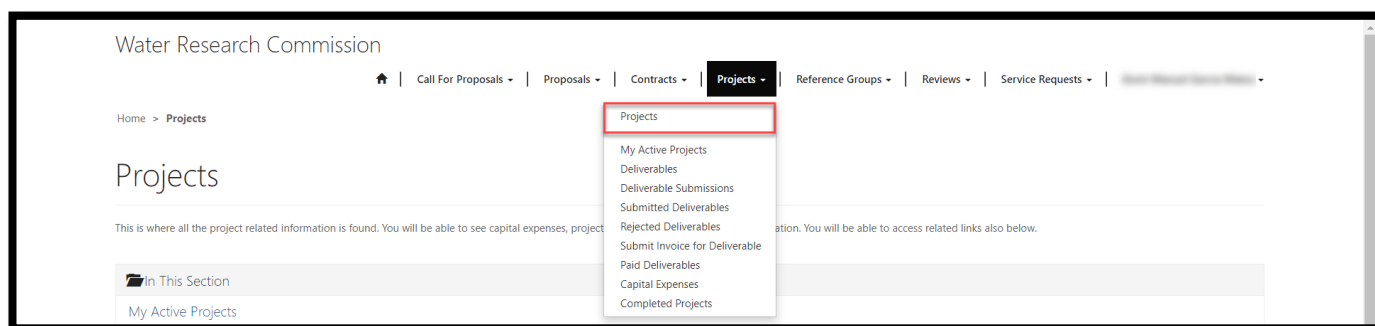 Water Research Commission
Call For Proposals
Proposals
Contracts
Projects
Reference Groups
Reviews
Service Requests
Home > Projects
Projects
My Active Projects
Deliverables
Deliverable Submissions
Submitted Deliverables
Rejected Deliverables
Submit Invoice for Deliverable
Paid Deliverables
Capital Expenses
Completed Projects
Projects
This is where all the project related information is found. You will be able to see capital expenses, project
ation. You will be able to access related links also below.
In This Section
My Active Projects